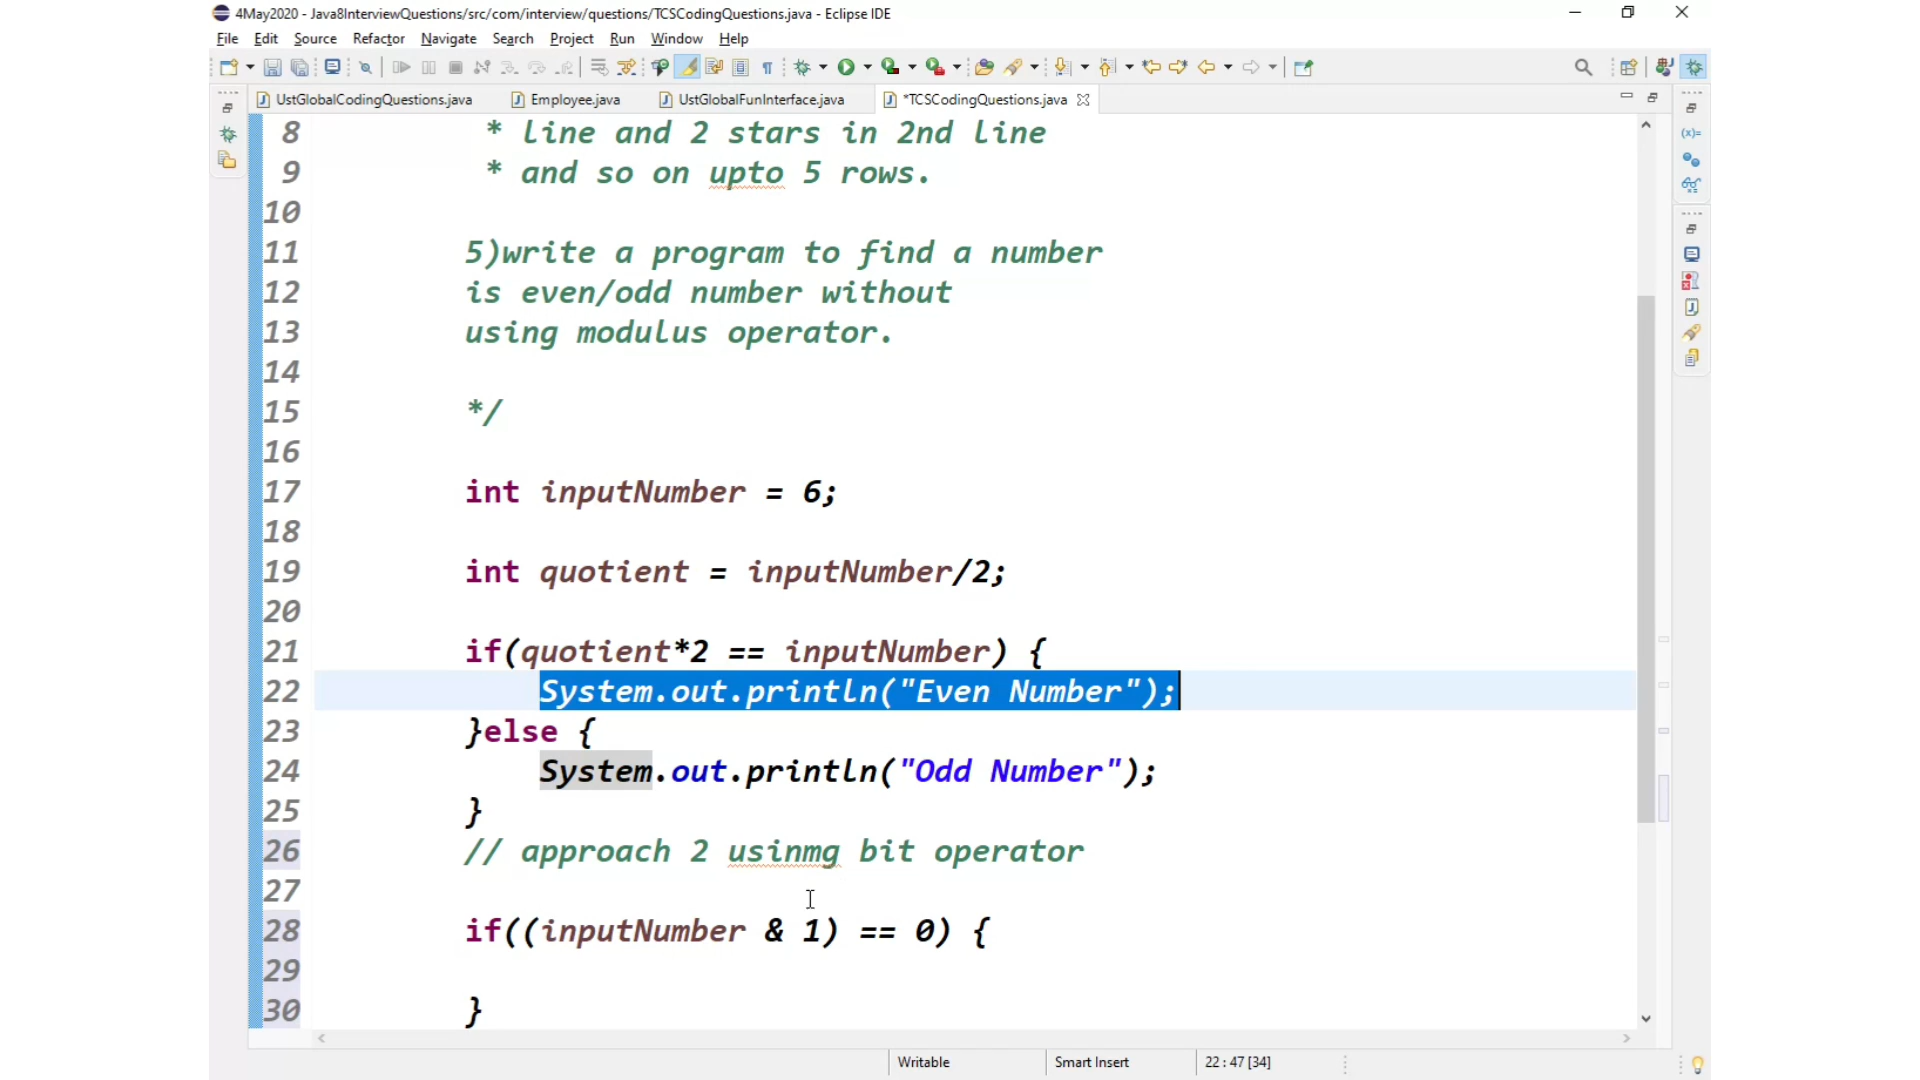 4May2020 - Java8InterviewQuestions/src/com/interview/questions/TCSCodingQuestions.java - Eclipse IDE
File Edit Source Refactor Navigate Search Project Run Window Help
UstGlobalCodingQuestions.java Employee.java UstGlobalFunInterface.java *TCSCodingQuestions.java
8 * line and 2 stars in 2nd line
9 * and so on upto 5 rows.
10
11 5)write a program to find a number
12 is even/odd number without
13 using modulus operator.
14
15 */
16
17 int inputNumber = 6;
18
19 int quotient = inputNumber/2;
20
21 if(quotient*2 == inputNumber) {
22 System.out.println("Even Number");
23 }else {
24 System.out.println("Odd Number");
25 }
26 // approach 2 usinmg bit operator
27
28 if((inputNumber & 1) == 0) {
29
30 }
Writable Smart Insert 22 : 47 [34]